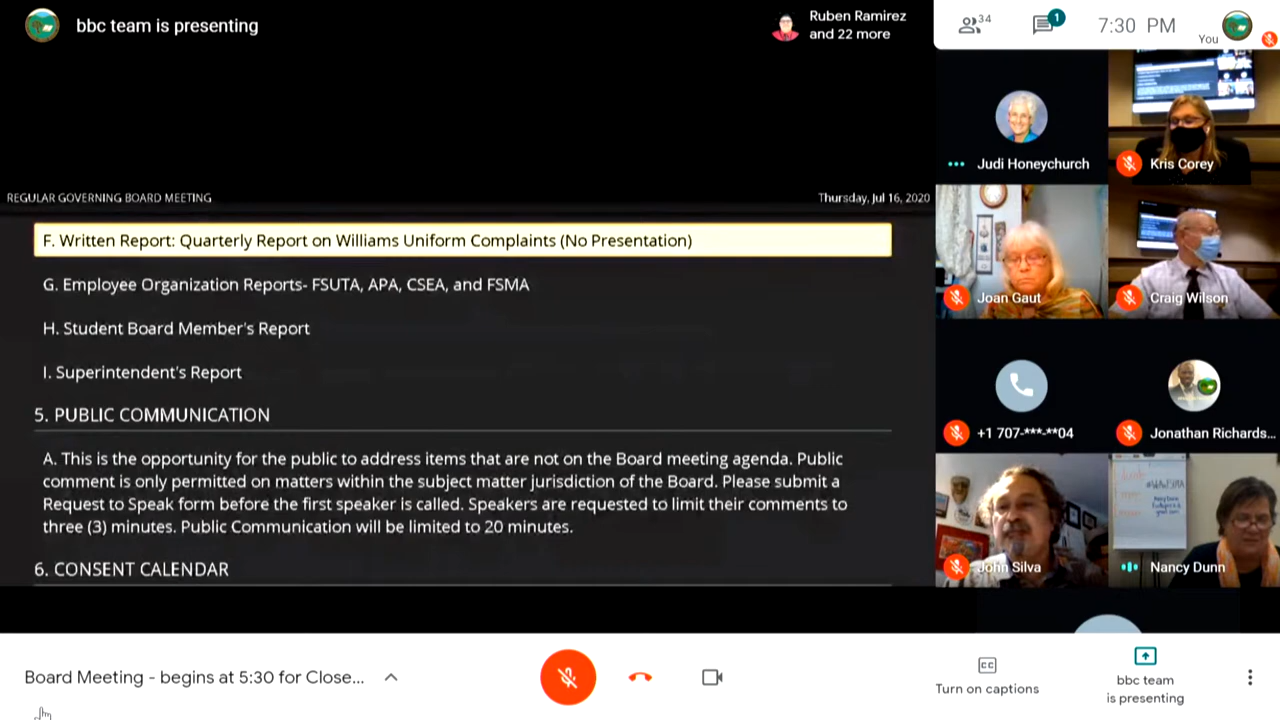 bbc team is presenting
Ruben Ramirez
and 22 more
34
1
7:30 PM
You
REGULAR GOVERNING BOARD MEETING
Thursday, Jul 16, 2020
F. Written Report: Quarterly Report on Williams Uniform Complaints (No Presentation)
G. Employee Organization Reports- FSUTA, APA, CSEA, and FSMA
H. Student Board Member's Report
I. Superintendent's Report
5. PUBLIC COMMUNICATION
A. This is the opportunity for the public to address items that are not on the Board meeting agenda. Public
comment is only permitted on matters within the subject matter jurisdiction of the Board. Please submit a
Request to Speak form before the first speaker is called. Speakers are requested to limit their comments to
three (3) minutes. Public Communication will be limited to 20 minutes.
6. CONSENT CALENDAR
Judi Honeychurch
Kris Corey
Joan Gaut
Craig Wilson
+1 707-***-**04
Jonathan Richards...
John Silva
Nancy Dunn
Board Meeting - begins at 5:30 for Close...
CC
Turn on captions
bbc team
is presenting